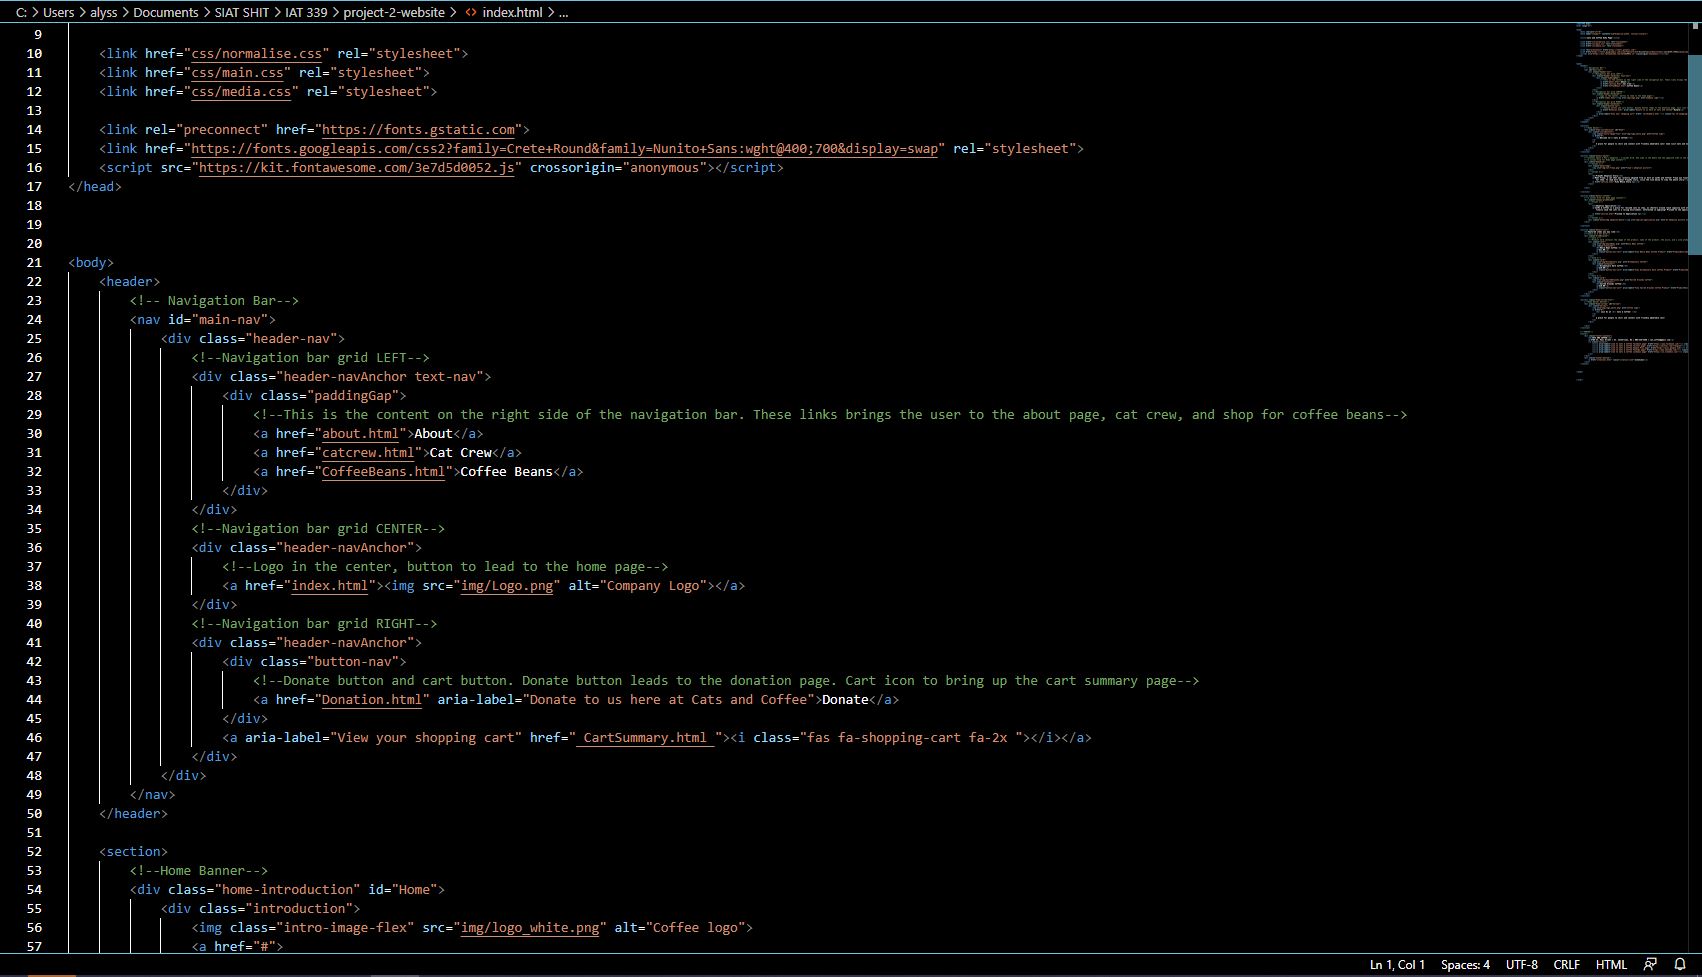 C: > Users > alyss > Documents > SIAT SHIT > IAT 339 > project-2-website > <> index.html > ...
9
10 <link href="css/normalise.css" rel="stylesheet">
11 <link href="css/main.css" rel="stylesheet">
12 <link href="css/media.css" rel="stylesheet">
13
14 <link rel="preconnect" href="https://fonts.gstatic.com">
15 <link href="https://fonts.googleapis.com/css2?family=Crete+Round&family=Nunito+Sans:wght@400;700&display=swap" rel="stylesheet">
16 <script src="https://kit.fontawesome.com/3e7d5d0052.js" crossorigin="anonymous"></script>
17 </head>
18
19
20
21 <body>
22 <header>
23 <!-- Navigation Bar-->
24 <nav id="main-nav">
25 <div class="header-nav">
26 <!--Navigation bar grid LEFT-->
27 <div class="header-navAnchor text-nav">
28 <div class="paddingGap">
29 <!--This is the content on the right side of the navigation bar. These links brings the user to the about page, cat crew, and shop for coffee beans-->
30 <a href="about.html">About</a>
31 <a href="catcrew.html">Cat Crew</a>
32 <a href="CoffeeBeans.html">Coffee Beans</a>
33 </div>
34 </div>
35 <!--Navigation bar grid CENTER-->
36 <div class="header-navAnchor">
37 <!--Logo in the center, button to lead to the home page-->
38 <a href="index.html"><img src="img/Logo.png" alt="Company Logo"></a>
39 </div>
40 <!--Navigation bar grid RIGHT-->
41 <div class="header-navAnchor">
42 <div class="button-nav">
43 <!--Donate button and cart button. Donate button leads to the donation page. Cart icon to bring up the cart summary page-->
44 <a href="Donation.html" aria-label="Donate to us here at Cats and Coffee">Donate</a>
45 </div>
46 <a aria-label="View your shopping cart" href=" CartSummary.html "><i class="fas fa-shopping-cart fa-2x "></i></a>
47 </div>
48 </div>
49 </nav>
50 </header>
51
52 <section>
53 <!--Home Banner-->
54 <div class="home-introduction" id="Home">
55 <div class="introduction">
56 <img class="intro-image-flex" src="img/logo_white.png" alt="Coffee logo">
57 <a href="#">
Ln 1, Col 1 Spaces: 4 UTF-8 CRLF HTML